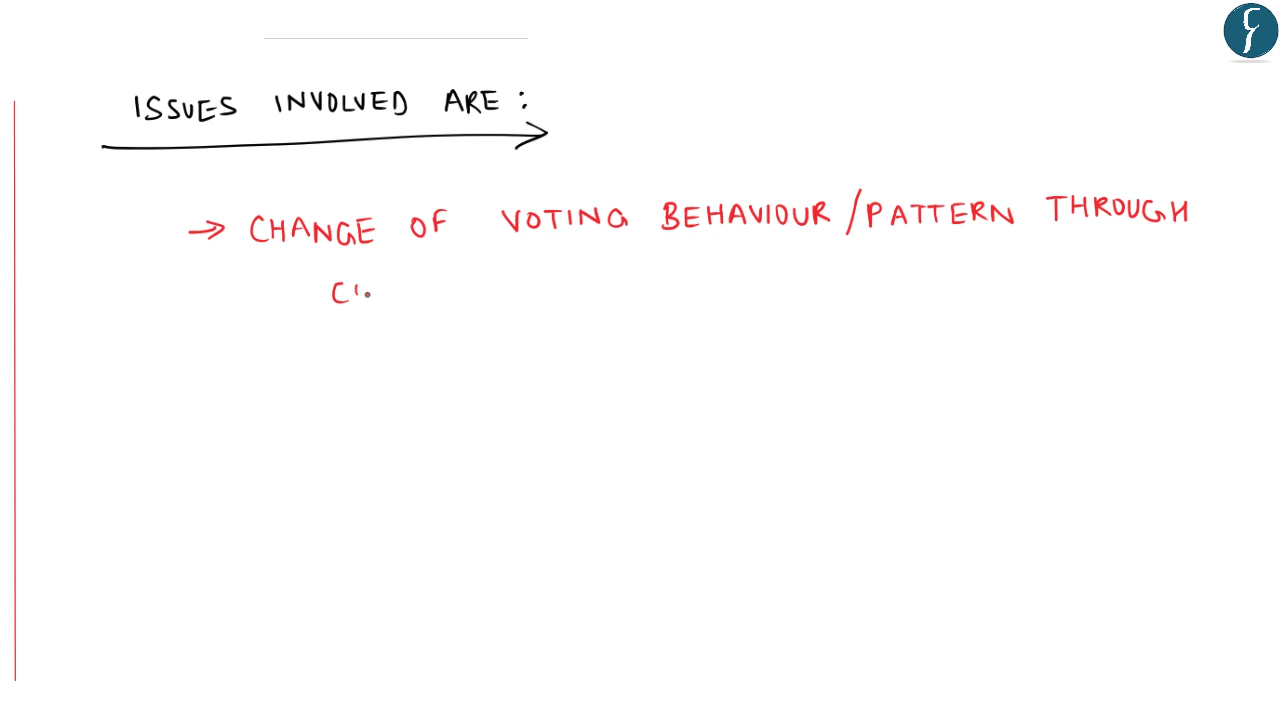 ISSUES INVOLVED ARE :
→ CHANGE OF VOTING BEHAVIOUR/PATTERN THROUGH